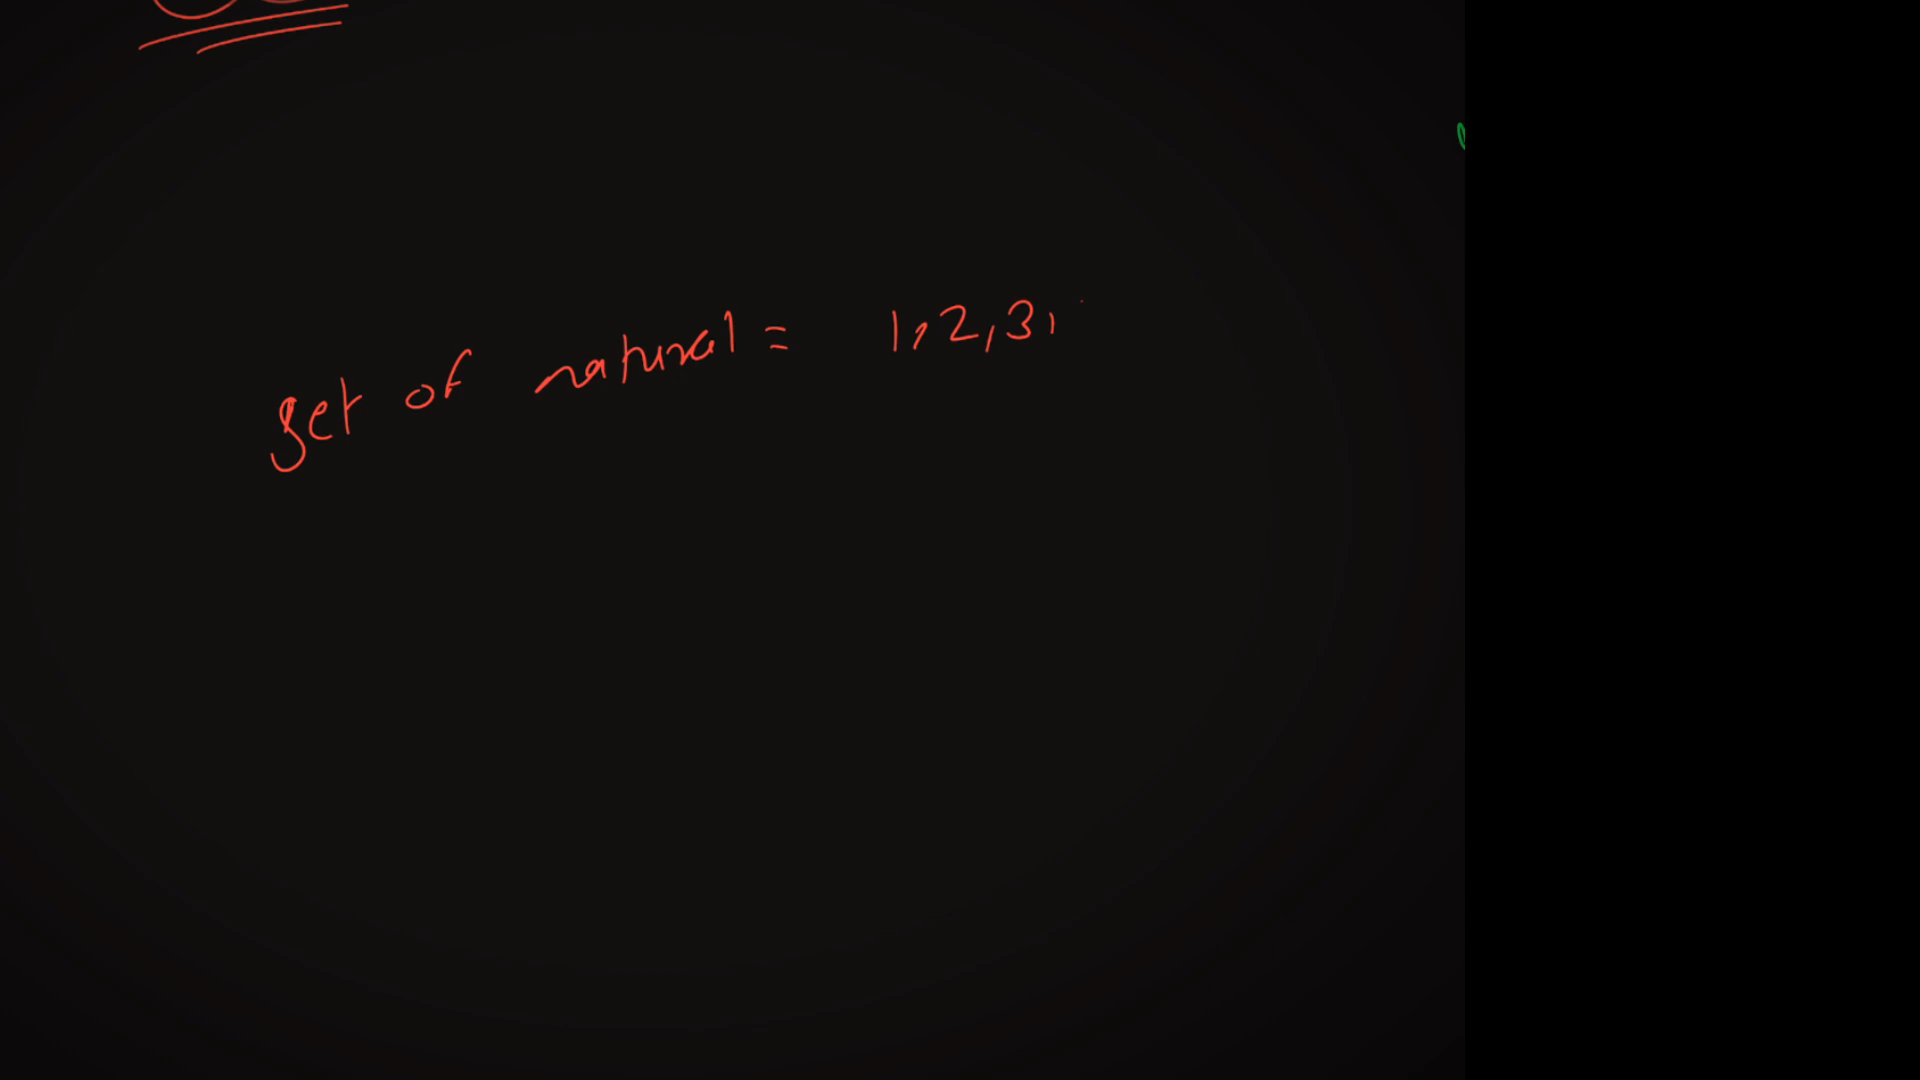 set of natural = 1, 2, 3,